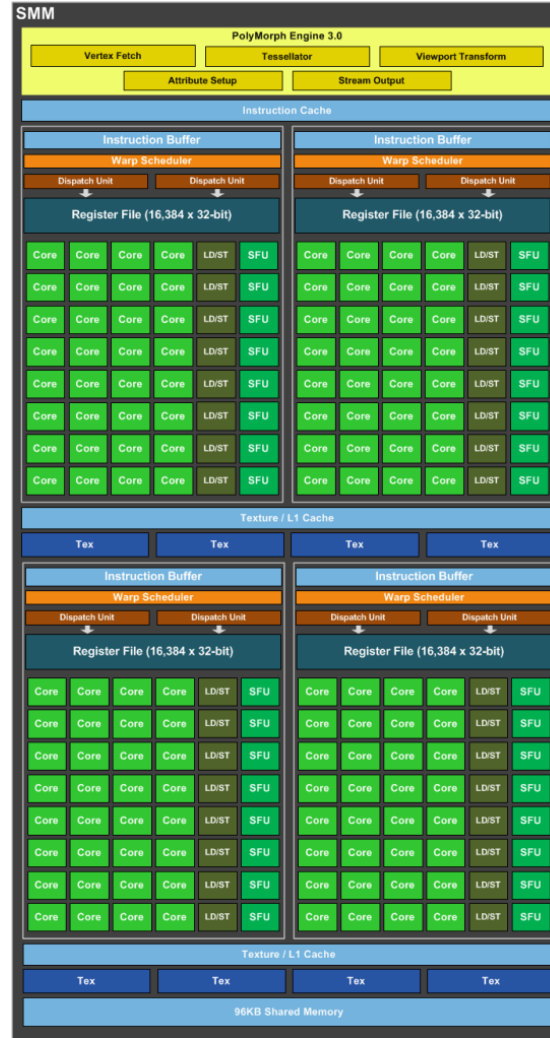 SMM
PolyMorph Engine 3.0
Vertex Fetch Tessellator Viewport Transform
Attribute Setup Stream Output
Instruction Cache
Instruction Buffer Instruction Buffer
Warp Scheduler Warp Scheduler
Dispatch Unit Dispatch Unit Dispatch Unit Dispatch Unit
Register File (16,384 x 32-bit) Register File (16,384 x 32-bit)
Core Core Core Core LD/ST SFU Core Core Core Core LD/ST SFU
Core Core Core Core LD/ST SFU Core Core Core Core LD/ST SFU
Core Core Core Core LD/ST SFU Core Core Core Core LD/ST SFU
Core Core Core Core LD/ST SFU Core Core Core Core LD/ST SFU
Core Core Core Core LD/ST SFU Core Core Core Core LD/ST SFU
Core Core Core Core LD/ST SFU Core Core Core Core LD/ST SFU
Core Core Core Core LD/ST SFU Core Core Core Core LD/ST SFU
Core Core Core Core LD/ST SFU Core Core Core Core LD/ST SFU
Texture / L1 Cache
Tex Tex Tex Tex
Instruction Buffer Instruction Buffer
Warp Scheduler Warp Scheduler
Dispatch Unit Dispatch Unit Dispatch Unit Dispatch Unit
Register File (16,384 x 32-bit) Register File (16,384 x 32-bit)
Core Core Core Core LD/ST SFU Core Core Core Core LD/ST SFU
Core Core Core Core LD/ST SFU Core Core Core Core LD/ST SFU
Core Core Core Core LD/ST SFU Core Core Core Core LD/ST SFU
Core Core Core Core LD/ST SFU Core Core Core Core LD/ST SFU
Core Core Core Core LD/ST SFU Core Core Core Core LD/ST SFU
Core Core Core Core LD/ST SFU Core Core Core Core LD/ST SFU
Core Core Core Core LD/ST SFU Core Core Core Core LD/ST SFU
Core Core Core Core LD/ST SFU Core Core Core Core LD/ST SFU
Texture / L1 Cache
Tex Tex Tex Tex
96KB Shared Memory